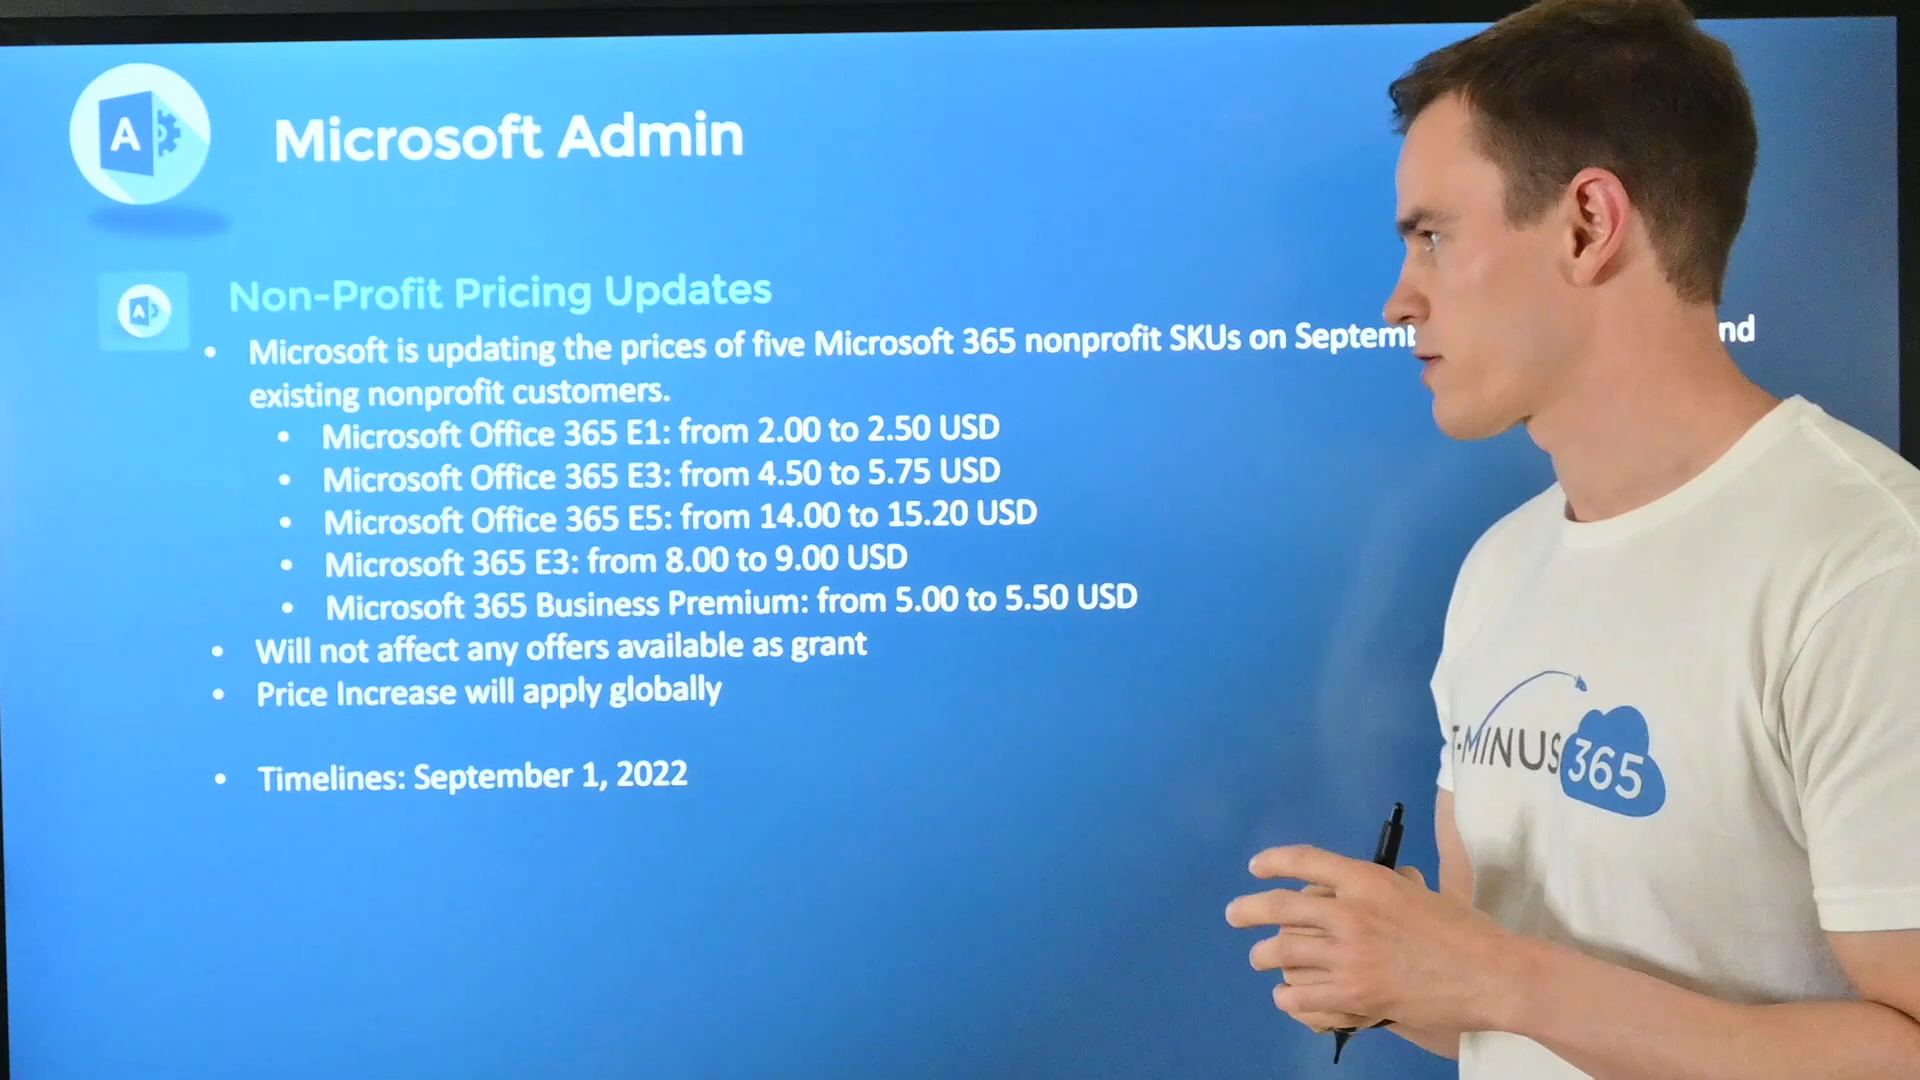 A
Microsoft Admin
A
Non-Profit Pricing Updates
• Microsoft is updating the prices of five Microsoft 365 nonprofit SKUs on
existing nonprofit customers.
• Microsoft Office 365 E1: from 2.00 to 2.50 USD
• Microsoft Office 365 E3: from 4.50 to 5.75 USD
• Microsoft Office 365 E5: from 14.00 to 15.20 USD
• Microsoft 365 E3: from 8.00 to 9.00 USD
• Microsoft 365 Business Premium: from 5.00 to 5.50 USD
• Will not affect any offers available as grant
• Price Increase will apply globally
• Timelines: September 1, 2022
T-MINUS 365